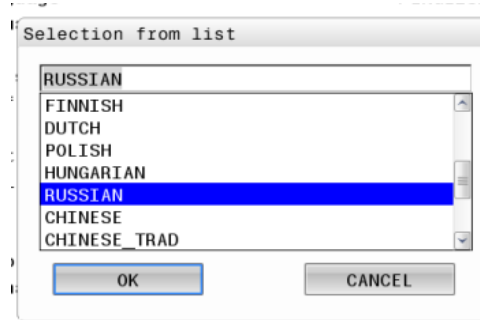 Selection from list
RUSSIAN
FINNISH
DUTCH
POLISH
HUNGARIAN
RUSSIAN
CHINESE
CHINESE_TRAD
OK CANCEL